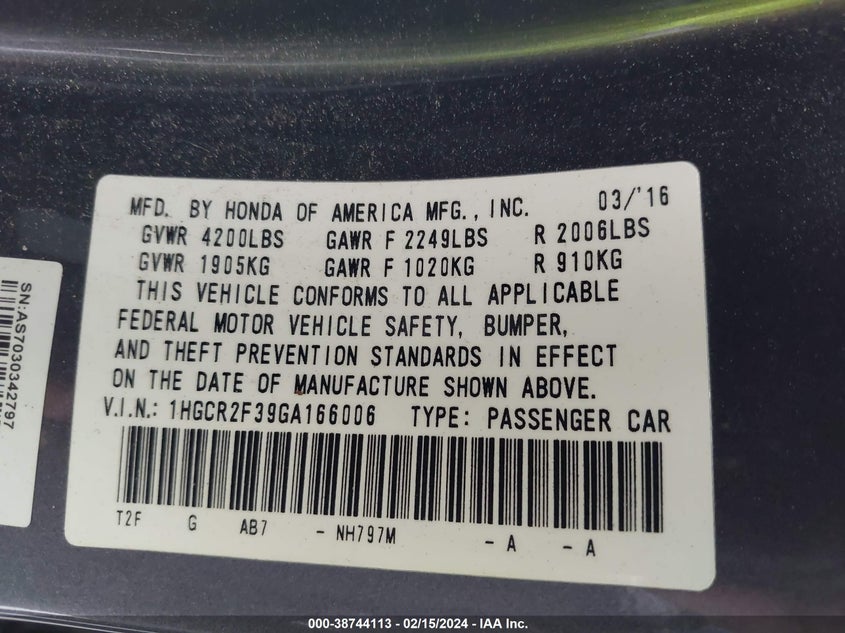 MFD. BY HONDA OF AMERICA MFG., INC. 03/'16
GVWR 4200LBS GAWR F 2249LBS R 2006LBS
GVWR 1905KG GAWR F 1020KG R 910KG
THIS VEHICLE CONFORMS TO ALL APPLICABLE
FEDERAL MOTOR VEHICLE SAFETY, BUMPER,
AND THEFT PREVENTION STANDARDS IN EFFECT
ON THE DATE OF MANUFACTURE SHOWN ABOVE.
V.I.N.: 1HGCR2F39GA166006 TYPE: PASSENGER CAR
T2F G AB7 - NH797M - A - A
SN:AS7030342797
000-38744113 - 02/15/2024 - IAA Inc.